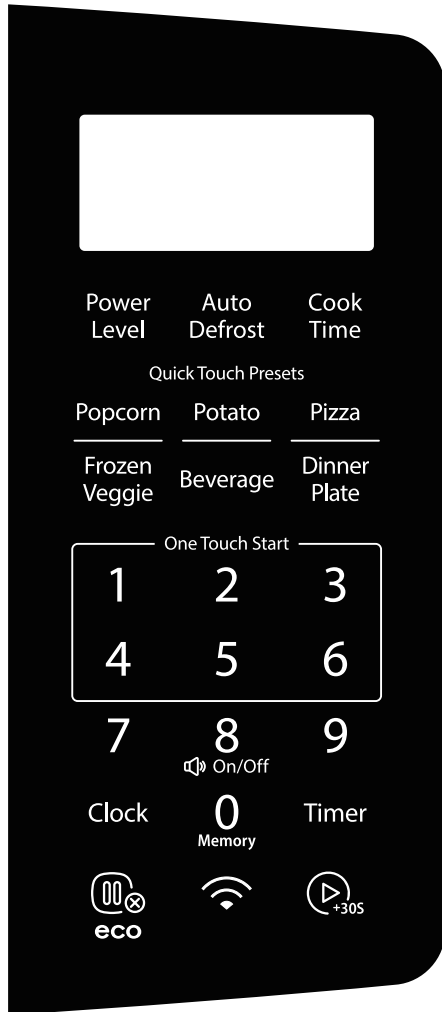 Power Level
Auto Defrost
Cook Time
Quick Touch Presets
Popcorn
Potato
Pizza
Frozen Veggie
Beverage
Dinner Plate
One Touch Start
1 2 3
4 5 6
7 8 9
On/Off
Clock 0 Timer
Memory
+30S
eco